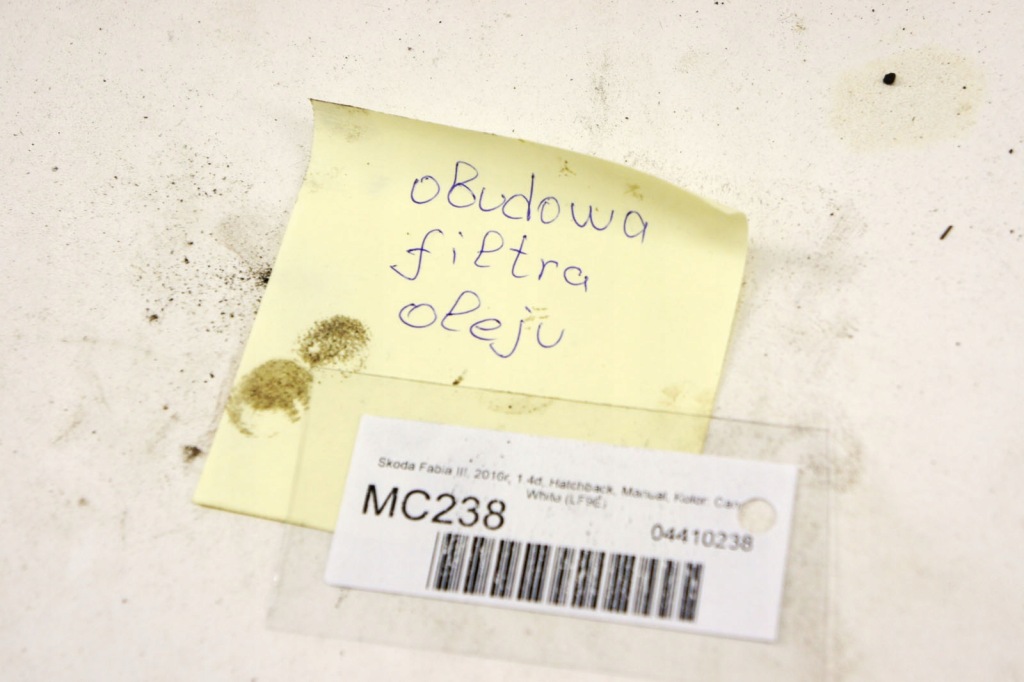 oBudowa
filtra
oleju
Skoda Fabia III, 2016r, 1.4d, Hatchback, Manual, Kolor: Can
White (LF9E)
MC238
04410238